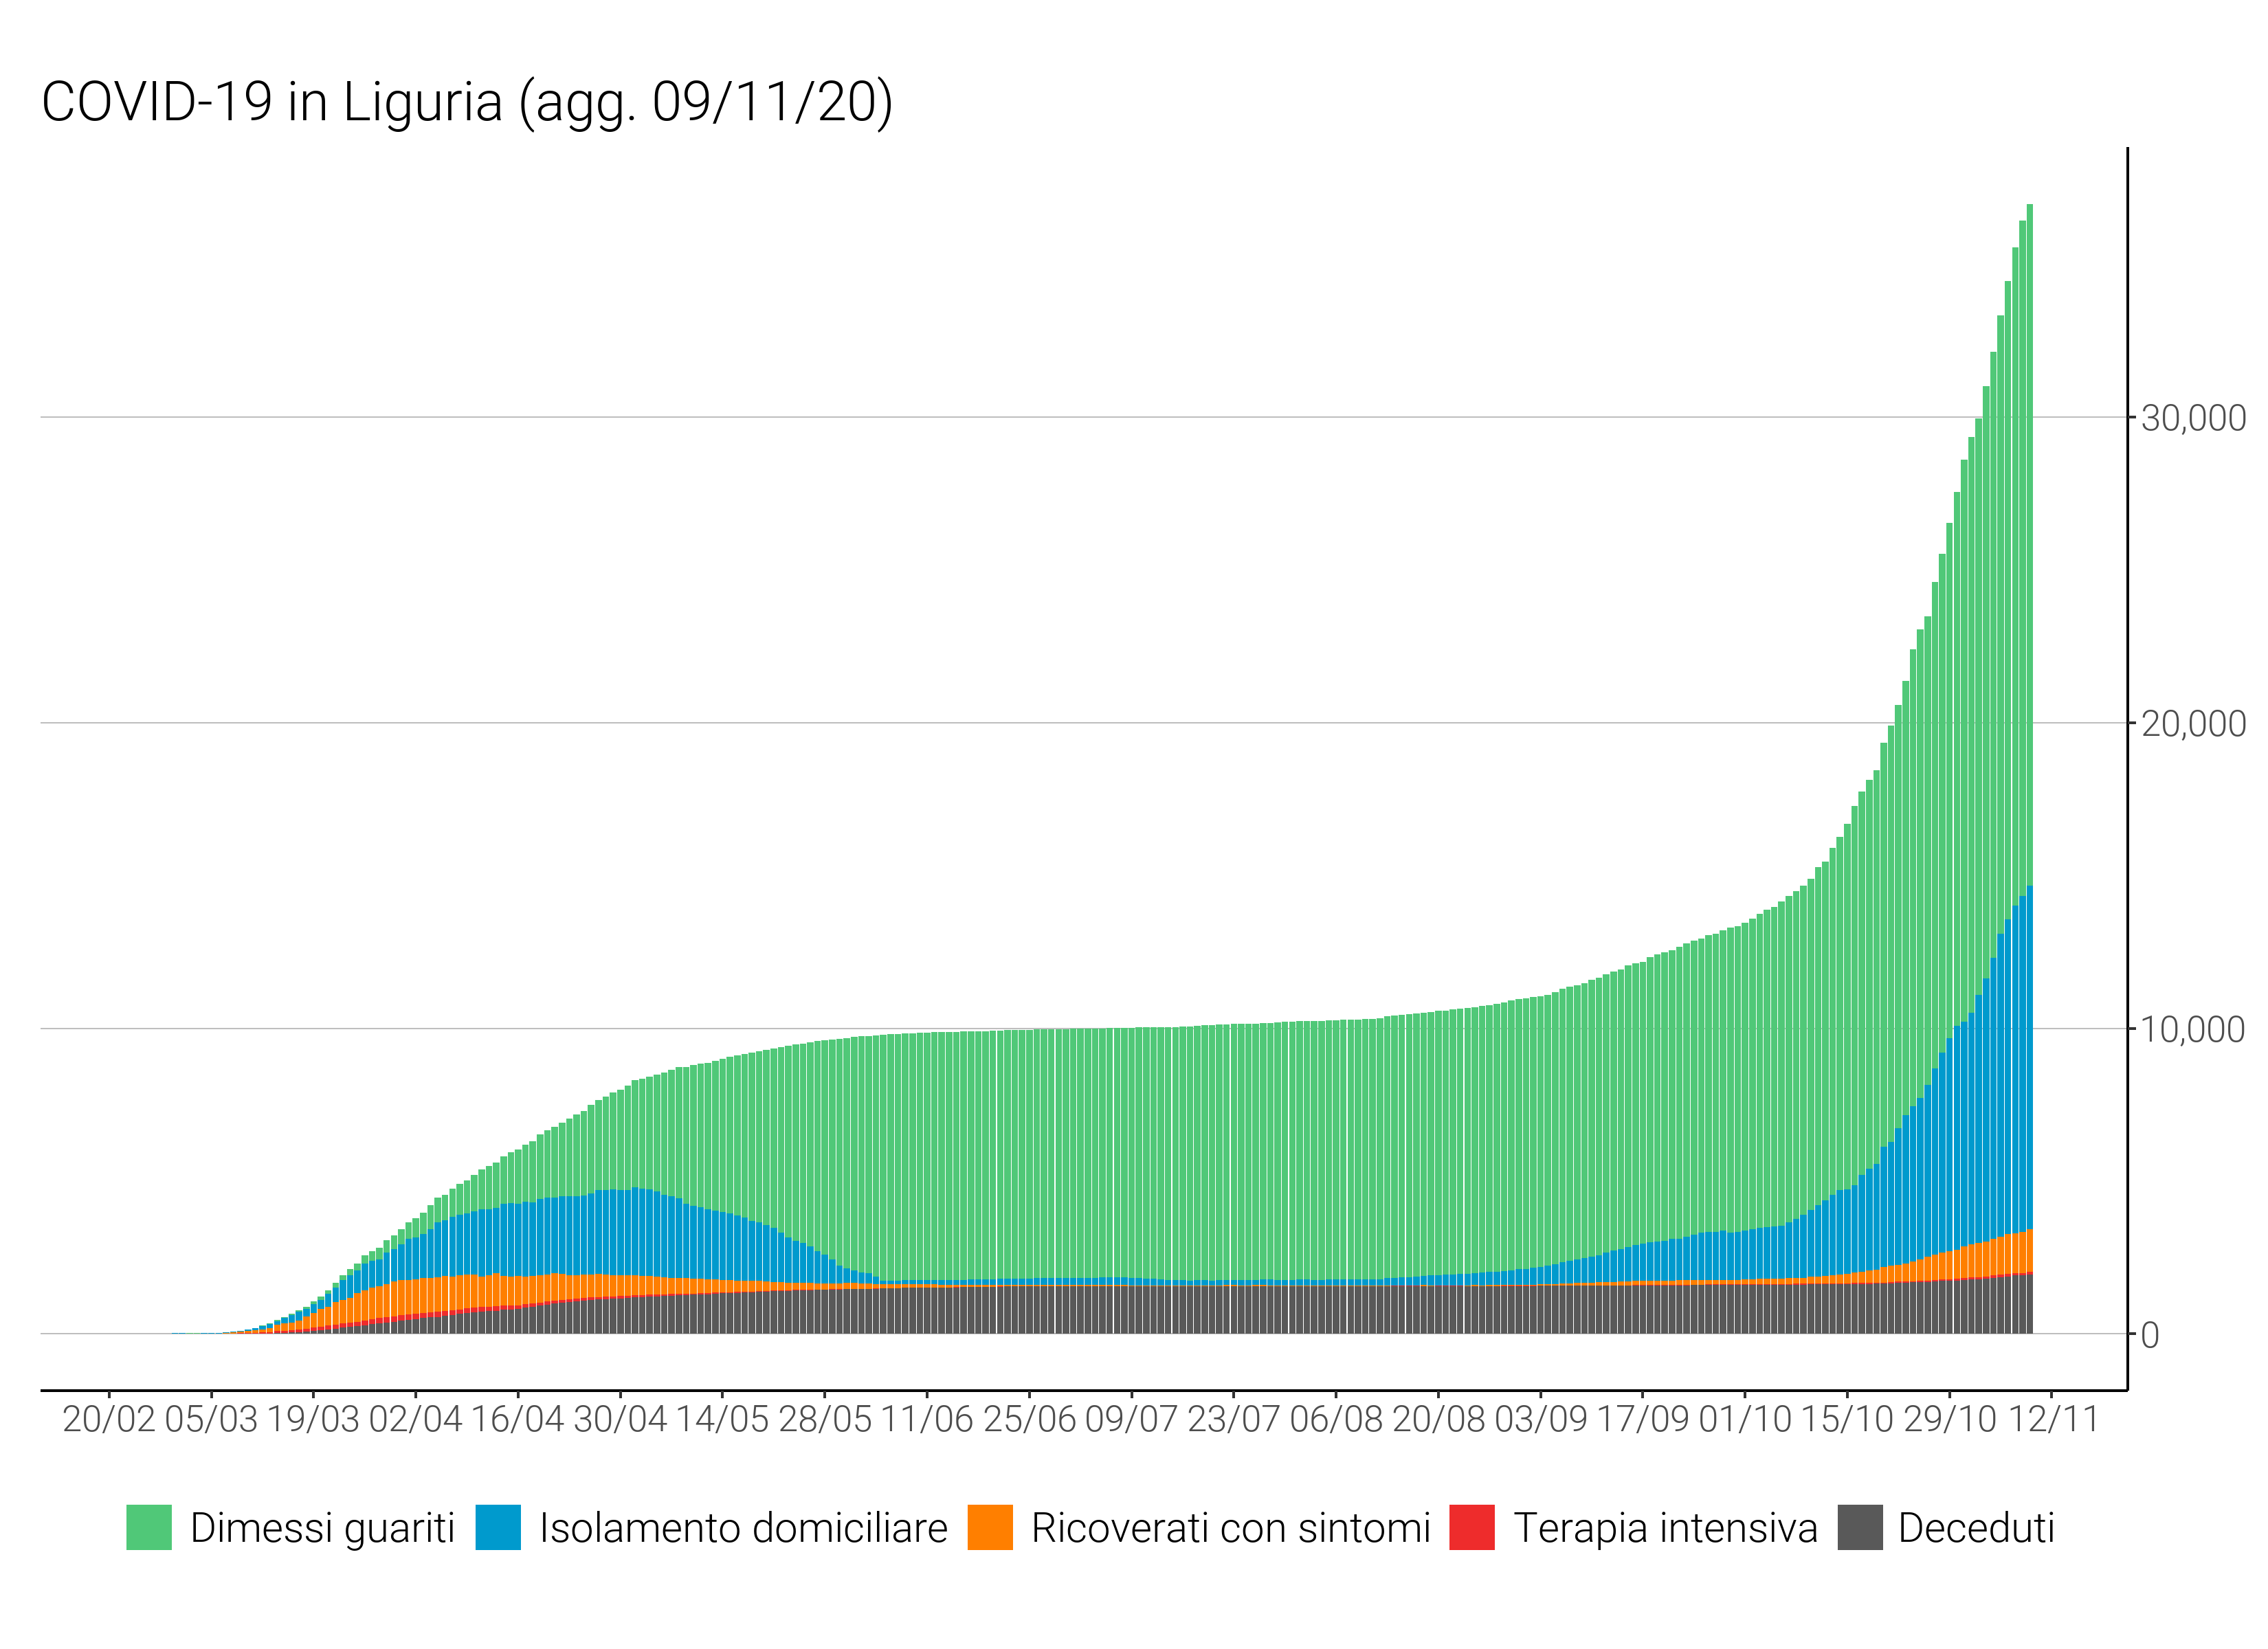 COVID-19 in Liguria (agg. 09/11/20)
30,000
20,000
10,000
0
20/02 05/03 19/03 02/04 16/04 30/04 14/05 28/05 11/06 25/06 09/07 23/07 06/08 20/08 03/09 17/09 01/10 15/10 29/10 12/11
Dimessi guariti Isolamento domiciliare Ricoverati con sintomi Terapia intensiva Deceduti